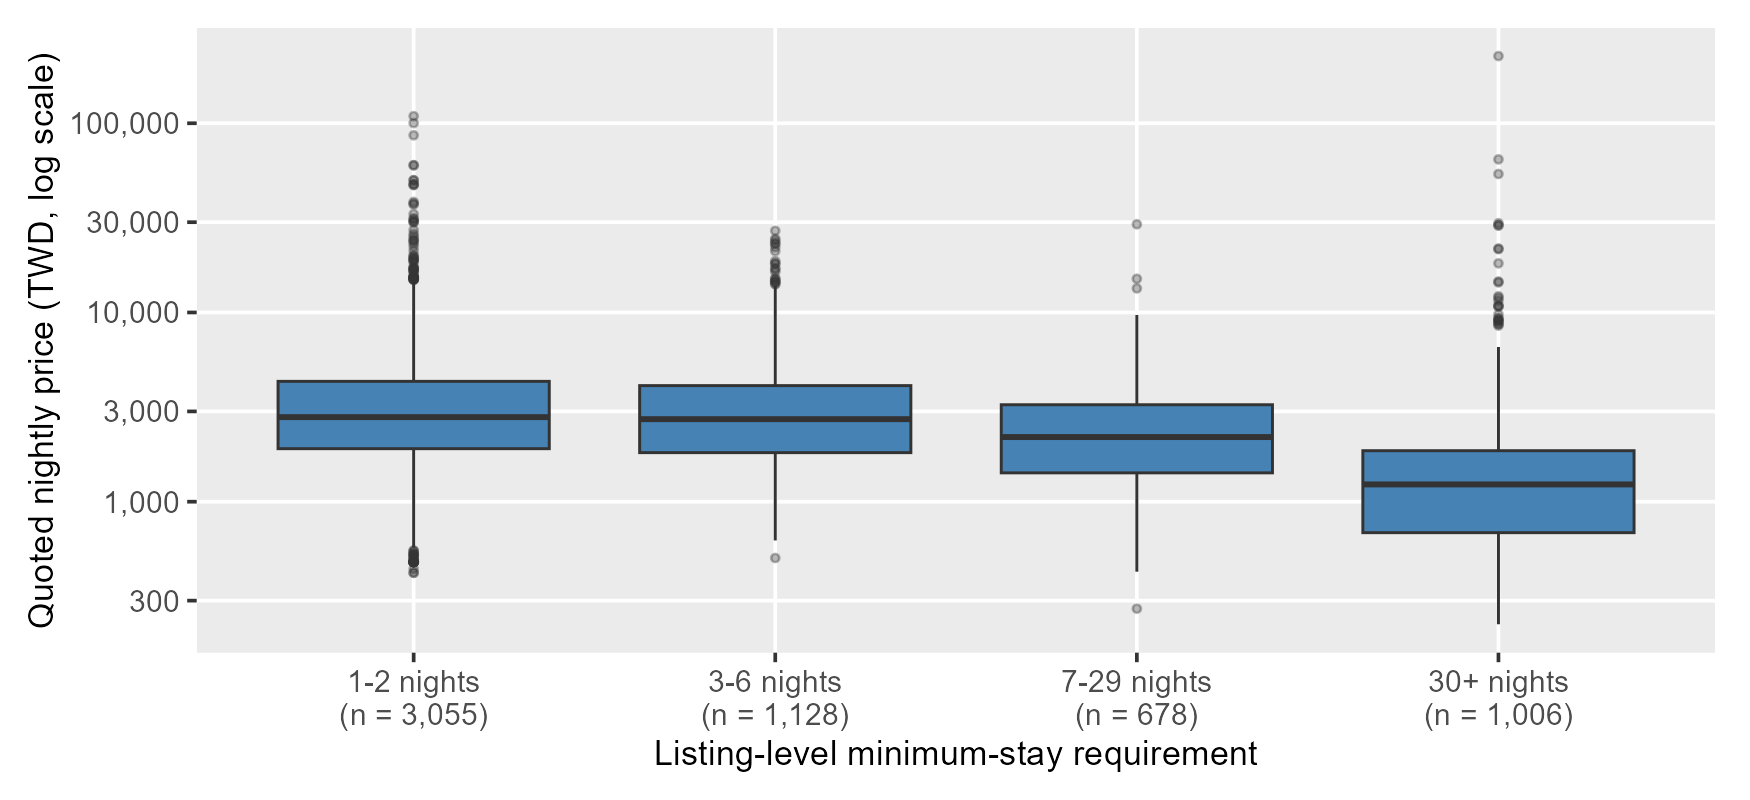 Quoted nightly price (TWD, log scale)
100,000
30,000
10,000
3,000
1,000
300
1-2 nights
(n = 3,055)
3-6 nights
(n = 1,128)
7-29 nights
(n = 678)
30+ nights
(n = 1,006)
Listing-level minimum-stay requirement